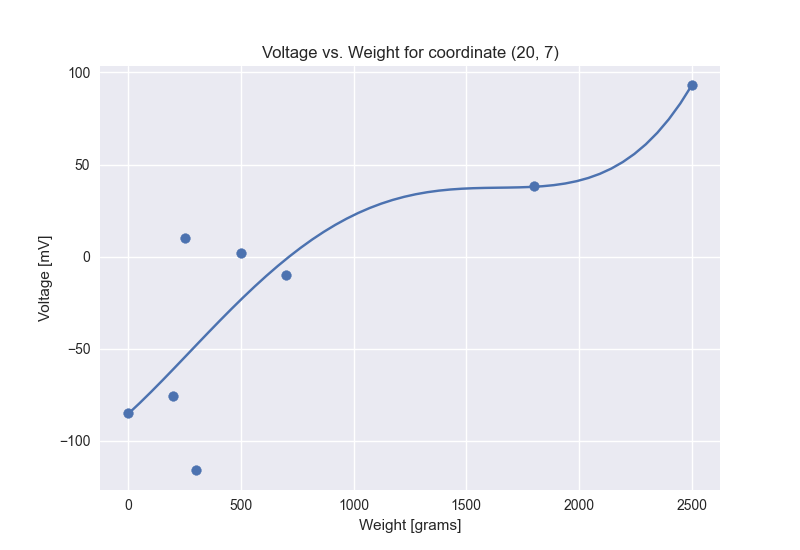 Voltage vs. Weight for coordinate (20, 7)
100
50
0
−50
−100
Voltage [mV]
0 500 1000 1500 2000 2500
Weight [grams]